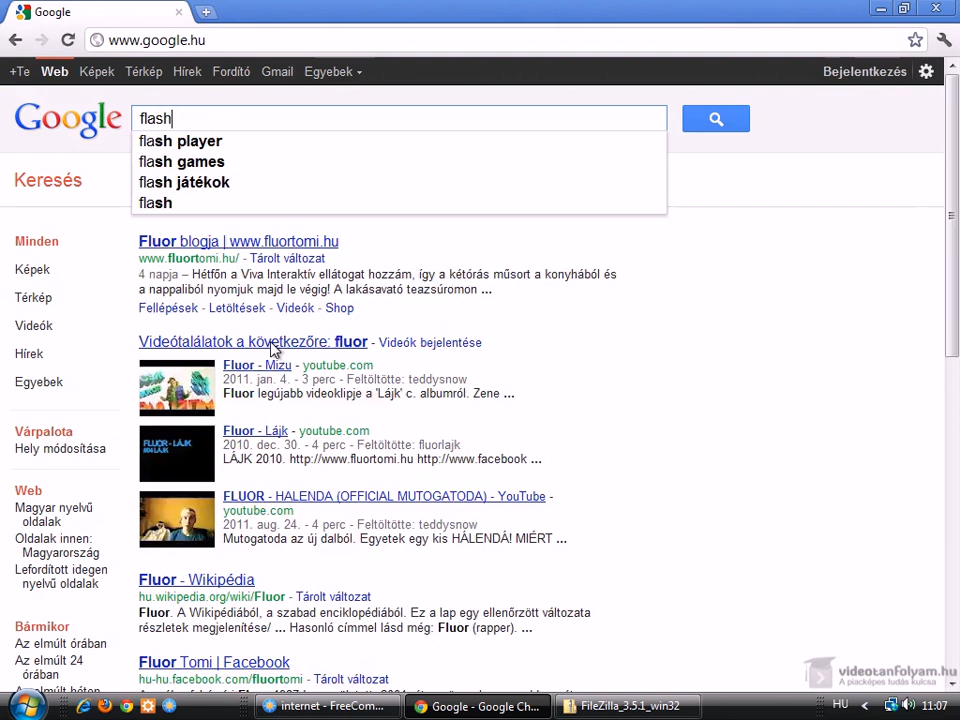 Google
www.google.hu
+Te Web Képek Térkép Hírek Fordító Gmail Egyebek Bejelentkezés
Google
flash
flash player
flash games
flash játékok
flash
Keresés
Minden
Képek
Térkép
Videók
Hírek
Egyebek
Várpalota
Hely módosítása
Web
Magyar nyelvű
oldalak
Oldalak innen:
Magyarország
Lefordított idegen
nyelvű oldalak
Bármikor
Az elmúlt órában
Az elmúlt 24
órában
Az elmúlt héten
Fluor blogja | www.fluortomi.hu
www.fluortomi.hu/ - Tárolt változat
4 napja – Hétfőn a Viva Interaktív ellátogat hozzám, így a kétórás műsort a konyhából és
a nappaliból nyomjuk majd le végig! A lakásavató teazsúromon ...
Fellépések - Letöltések - Videók - Shop
Videótalálatok a következőre: fluor - Videók bejelentése
Fluor - Mizu - youtube.com
2011. jan. 4. - 3 perc - Feltöltötte: teddysnow
Fluor legújabb videoklipje a 'Lájk' c. albumról. Zene ...
FLUOR - LÁJK
Fluor - Lájk - youtube.com
2010. dec. 30. - 4 perc - Feltöltötte: fluorlajk
LÁJK 2010. http://www.fluortomi.hu http://www.facebook ...
FLUOR - HALENDA (OFFICIAL MUTOGATODA) - YouTube -
youtube.com
2011. aug. 24. - 4 perc - Feltöltötte: teddysnow
Mutogatoda az új dalból. Egyetek egy kis HÁLENDÁ! MIÉRT ...
Fluor - Wikipédia
hu.wikipedia.org/wiki/Fluor - Tárolt változat
Fluor. A Wikipédiából, a szabad enciklopédiából. Ez a lap egy ellenőrzött változata
részletek megjelenítése/ ... Hasonló címmel lásd még: Fluor (rapper). ...
Fluor Tomi | Facebook
hu-hu.facebook.com/fluortomi - Tárolt változat
videotanfolyam.hu
A piacképes tudás kulcsa
internet - FreeCom... Google - Google Ch... FileZilla_3.5.1_win32 HU 11:07